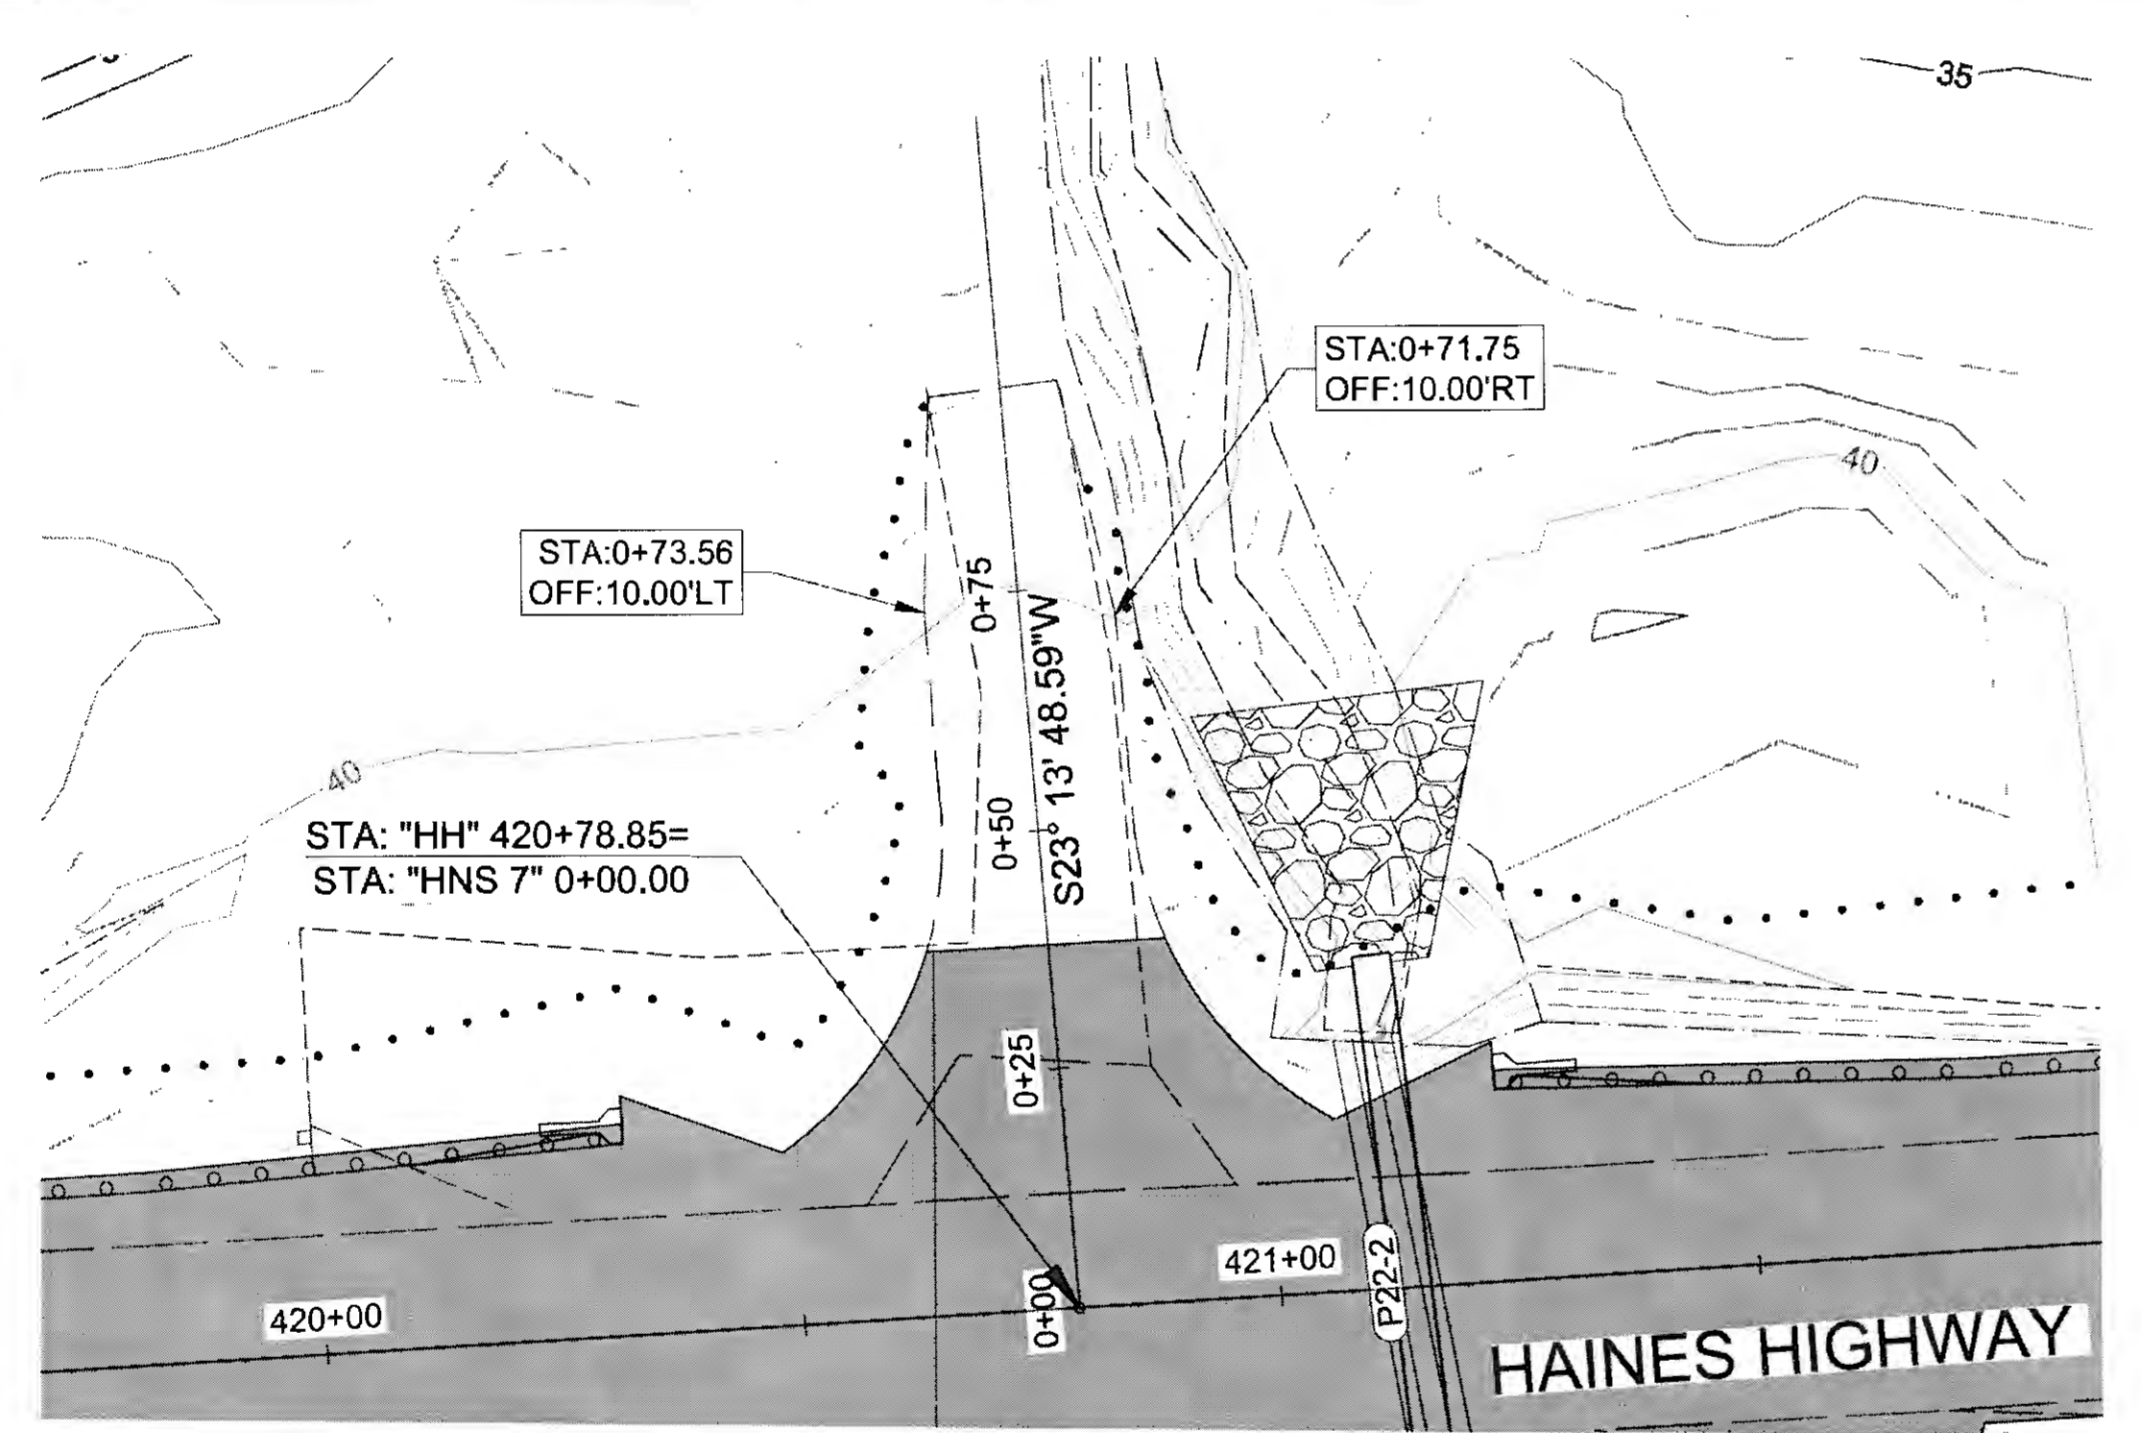 35
STA:0+71.75
OFF:10.00'RT
40
STA:0+73.56
OFF:10.00'LT
0+75
S23° 13' 48.59"W
40
STA: "HH" 420+78.85=
STA: "HNS 7" 0+00.00
0+50
0+25
0+00
420+00
421+00
P22-2
HAINES HIGHWAY